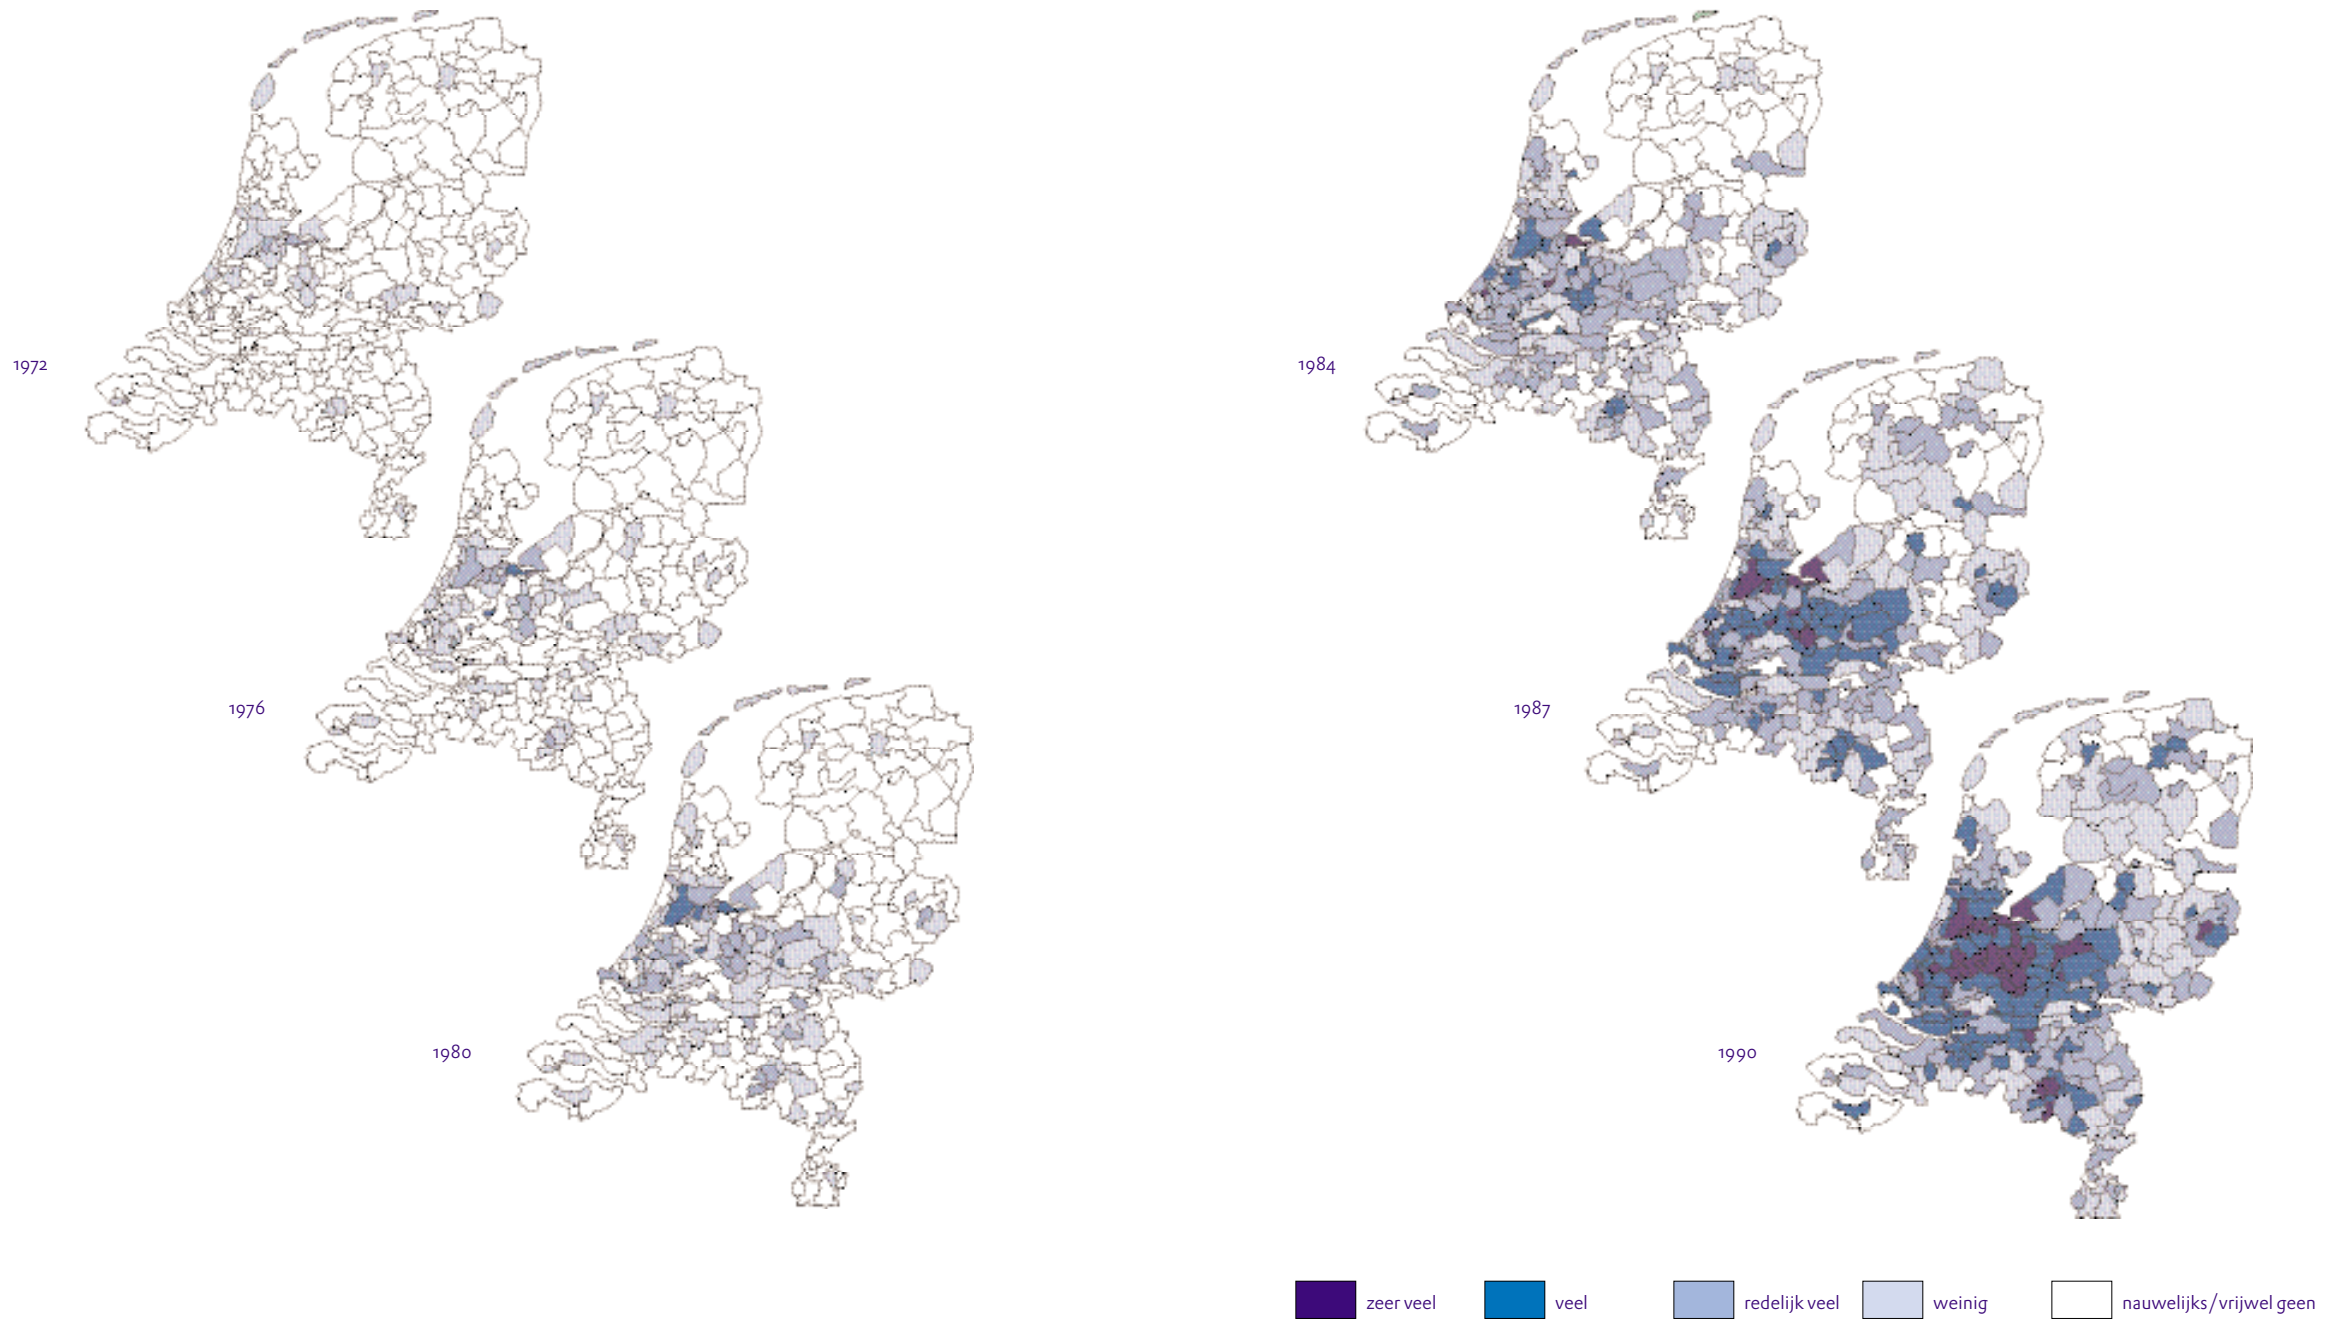 1972
1976
1980
1984
1987
1990
zeer veel
veel
redelijk veel
weinig
nauwelijks/vrijwel geen